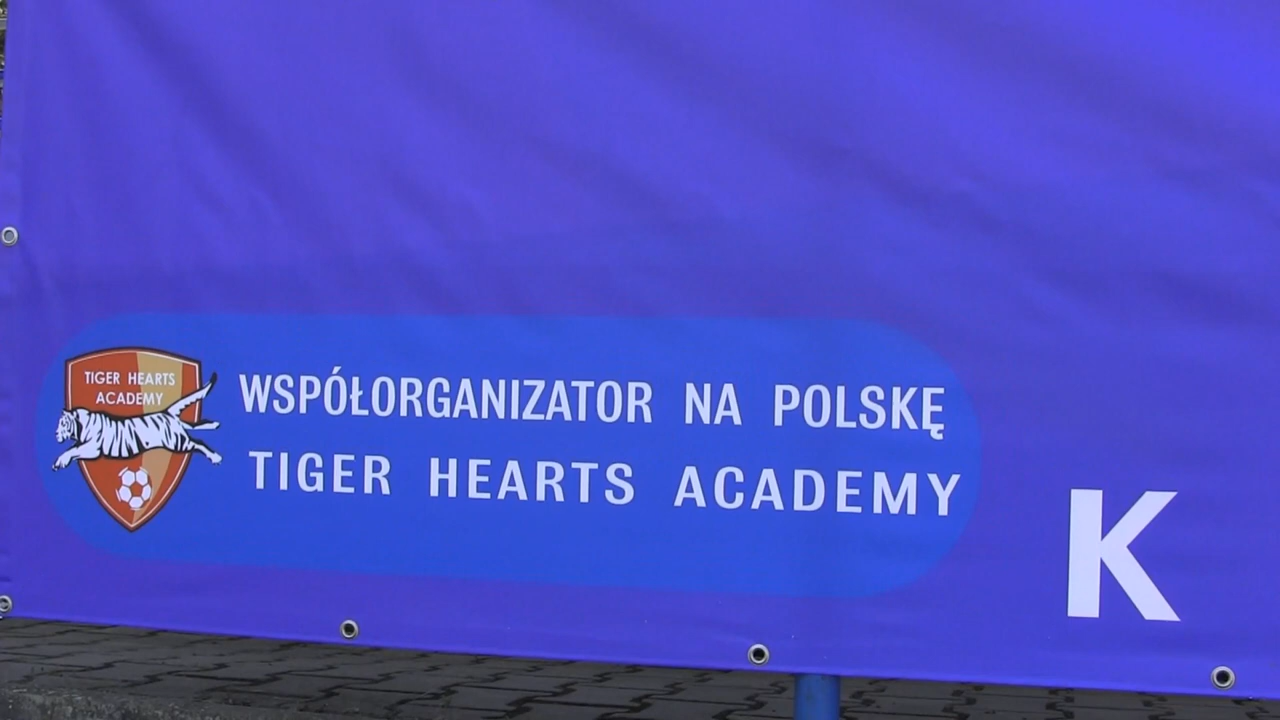 TIGER HEARTS
ACADEMY
WSPÓŁORGANIZATOR NA POLSKĘ
TIGER HEARTS ACADEMY
K